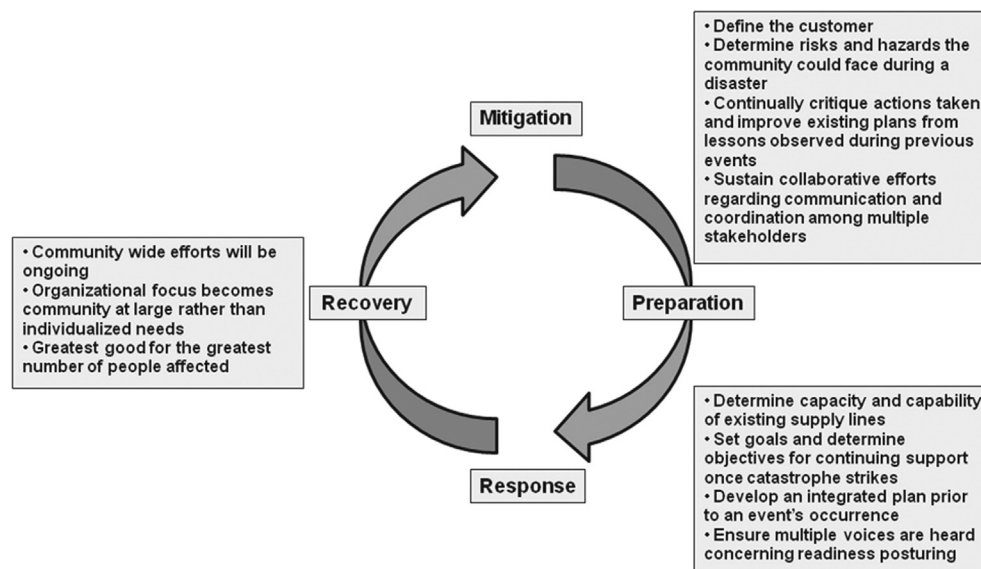 • Define the customer
• Determine risks and hazards the
community could face during a
disaster
• Continually critique actions taken
and improve existing plans from
lessons observed during previous
events
• Sustain collaborative efforts
regarding communication and
coordination among multiple
stakeholders
Mitigation
• Community wide efforts will be
ongoing
• Organizational focus becomes
community at large rather than
individualized needs
• Greatest good for the greatest
number of people affected
Recovery
Preparation
Response
• Determine capacity and capability
of existing supply lines
• Set goals and determine
objectives for continuing support
once catastrophe strikes
• Develop an integrated plan prior
to an event's occurrence
• Ensure multiple voices are heard
concerning readiness posturing